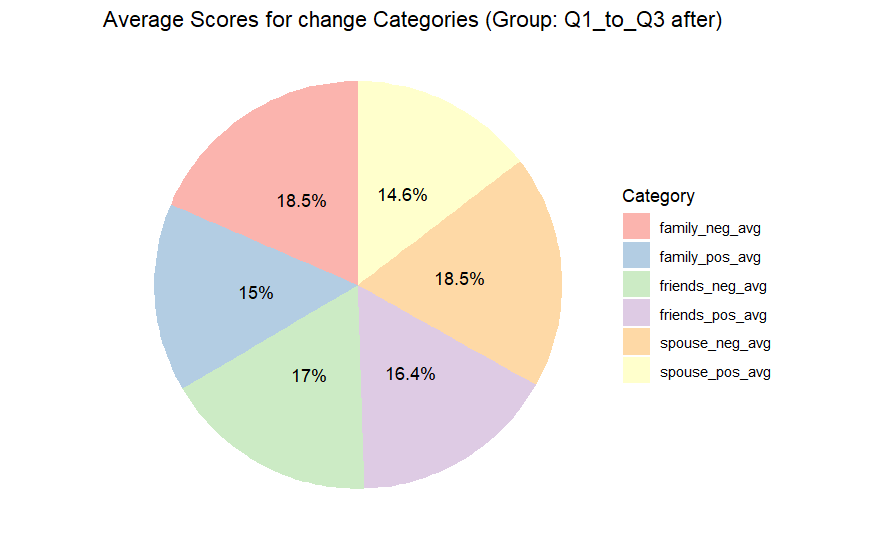 Average Scores for change Categories (Group: Q1_to_Q3 after)
18.5%
14.6%
18.5%
15%
17%
16.4%
Category
family_neg_avg
family_pos_avg
friends_neg_avg
friends_pos_avg
spouse_neg_avg
spouse_pos_avg